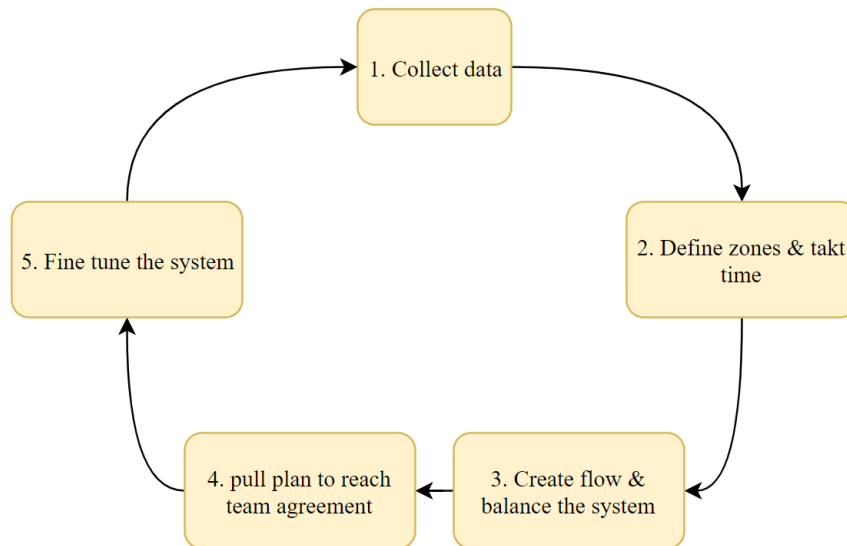 1. Collect data
2. Define zones & takt
time
3. Create flow &
balance the system
4. pull plan to reach
team agreement
5. Fine tune the system